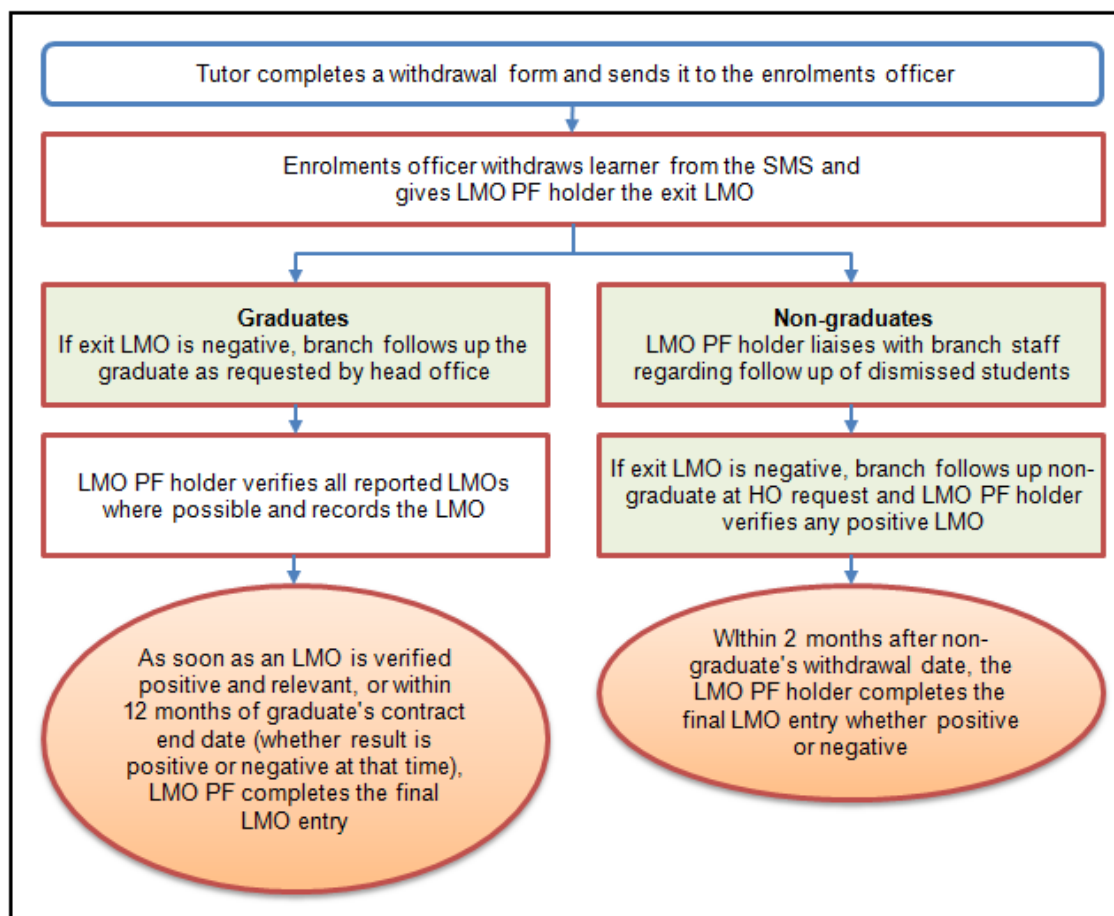 Tutor completes a withdrawal form and sends it to the enrolments officer
Enrolments officer withdraws learner from the SMS and
gives LMO PF holder the exit LMO
Graduates
If exit LMO is negative, branch follows up the
graduate as requested by head office
Non-graduates
LMO PF holder liaises with branch staff
regarding follow up of dismissed students
LMO PF holder verifies all reported LMOs
where possible and records the LMO
If exit LMO is negative, branch follows up non-
graduate at HO request and LMO PF holder
verifies any positive LMO
As soon as an LMO is verified
positive and relevant, or within
12 months of graduate's contract
end date (whether result is
positive or negative at that time),
LMO PF completes the final
LMO entry
WIthin 2 months after non-
graduate's withdrawal date, the
LMO PF holder completes the
final LMO entry whether positive
or negative